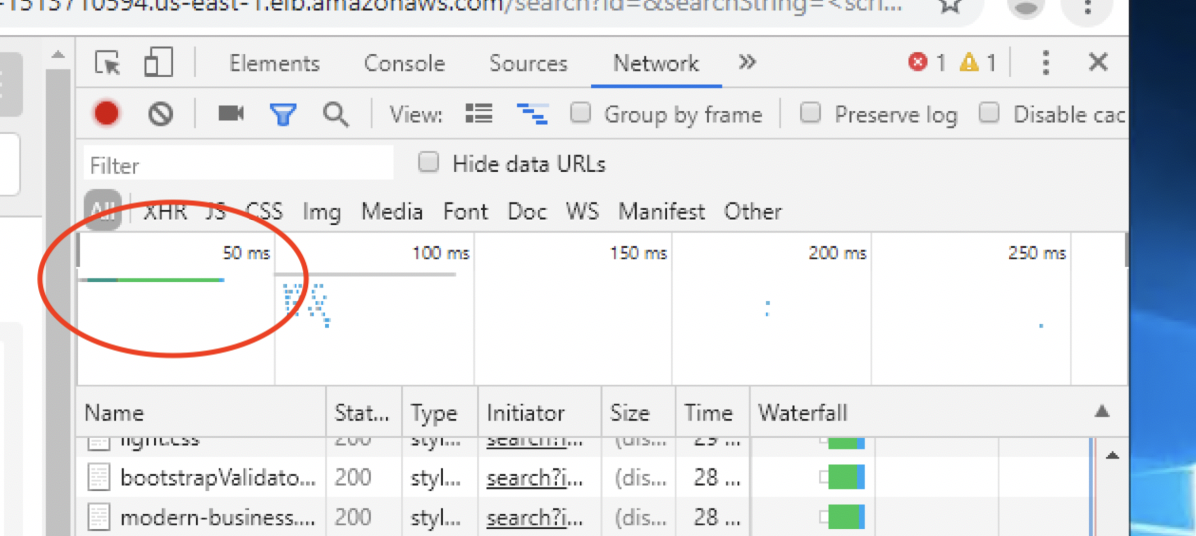 -1513710594.us-east-1.elb.amazonaws.com/search?id=&searchString=<scri...
Elements Console Sources Network » 1 1
View: Group by frame Preserve log Disable cac
Filter Hide data URLs
All XHR JS CSS Img Media Font Doc WS Manifest Other
50 ms 100 ms 150 ms 200 ms 250 ms
Name Stat... Type Initiator Size Time Waterfall
light.css 200 styl... search?i... (dis... 29 ...
bootstrapValidato... 200 styl... search?i... (dis... 28 ...
modern-business.... 200 styl... search?i... (dis... 28 ...